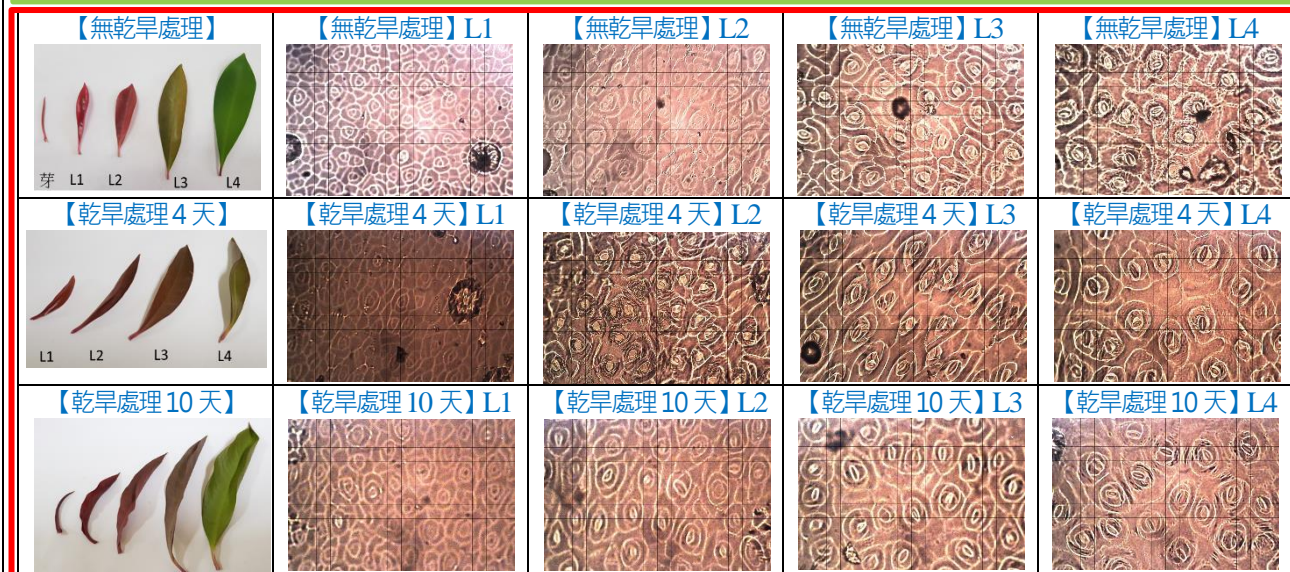 【無乾旱處理】
【無乾旱處理】L1
【無乾旱處理】L2
【無乾旱處理】L3
【無乾旱處理】L4
芽 L1 L2 L3 L4
【乾旱處理 4 天】
【乾旱處理 4 天】L1
【乾旱處理 4 天】L2
【乾旱處理 4 天】L3
【乾旱處理 4 天】L4
L1 L2 L3 L4
【乾旱處理 10 天】
【乾旱處理 10 天】L1
【乾旱處理 10 天】L2
【乾旱處理 10 天】L3
【乾旱處理 10 天】L4